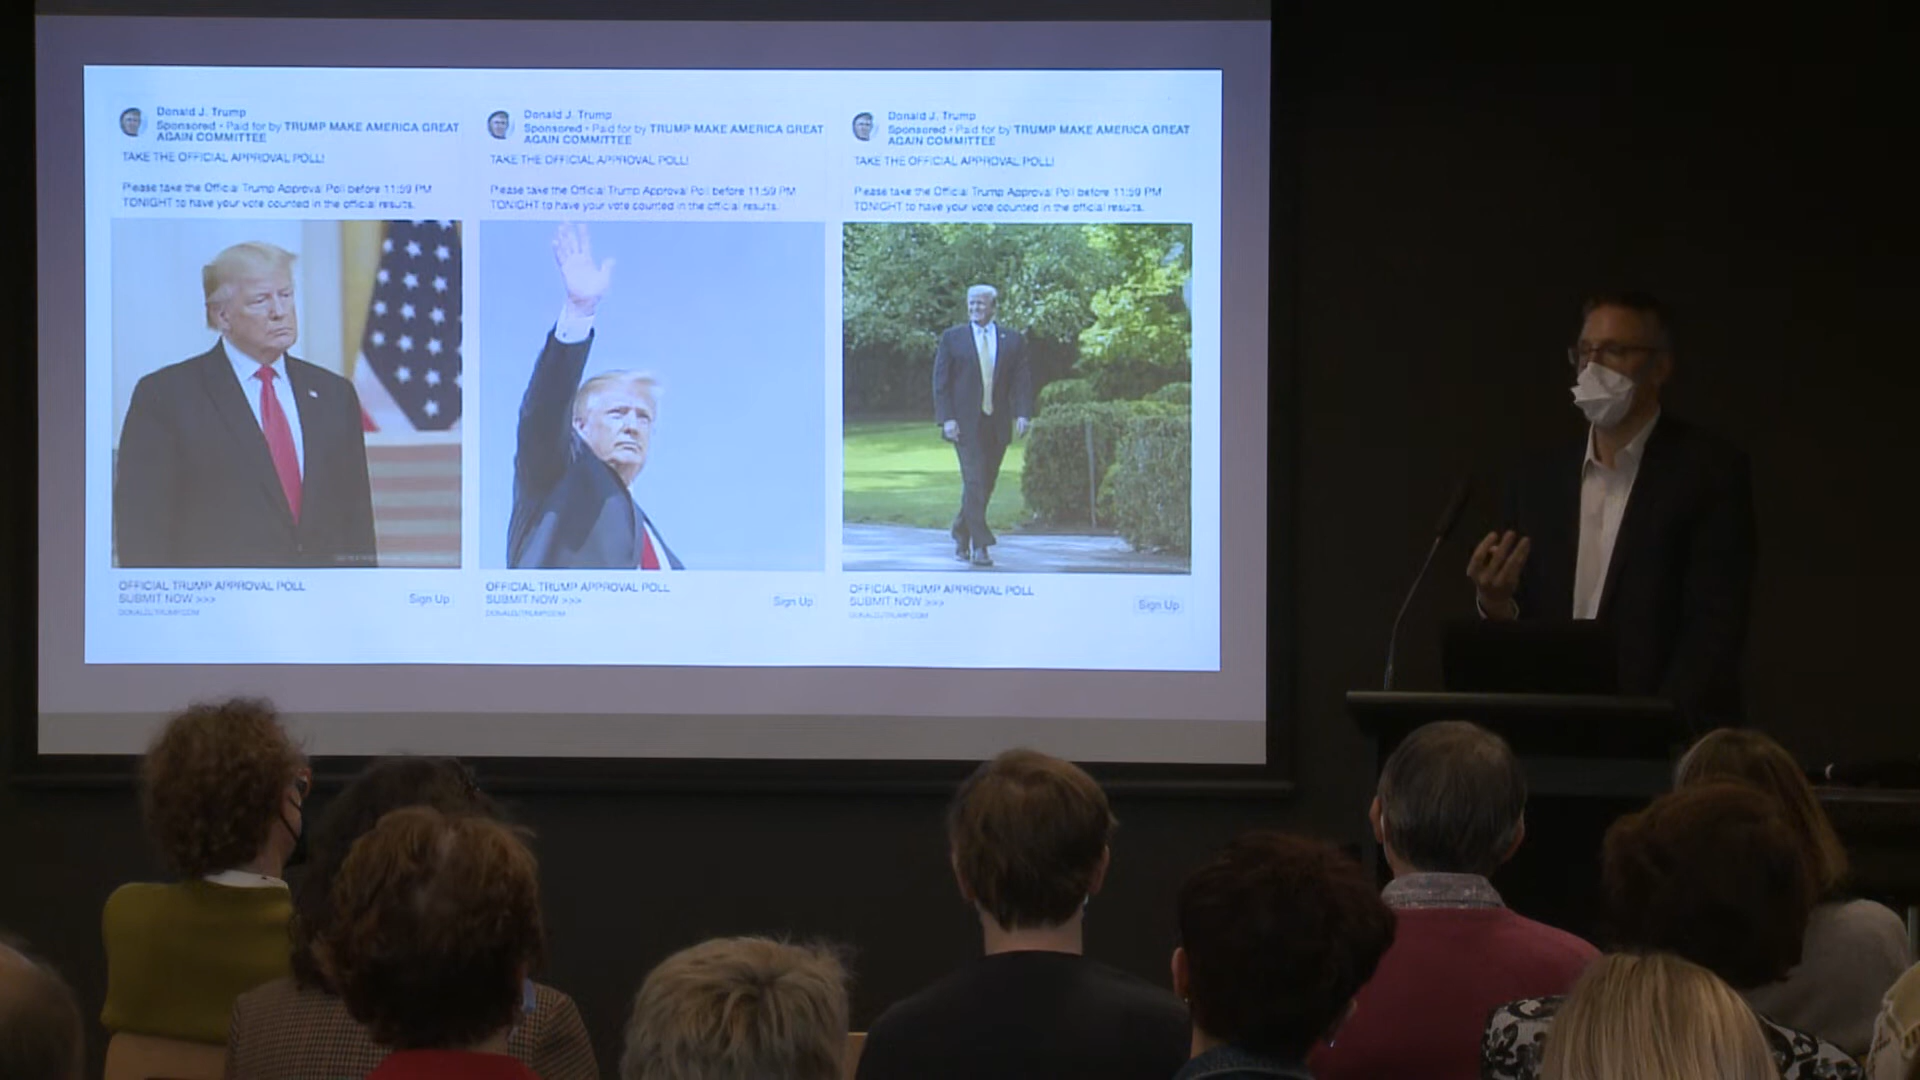 Donald J. Trump
Sponsored • Paid for by TRUMP MAKE AMERICA GREAT
AGAIN COMMITTEE
TAKE THE OFFICIAL APPROVAL POLL!
Please take the Official Trump Approval Poll before 11:59 PM
TONIGHT to have your vote counted in the official results.
OFFICIAL TRUMP APPROVAL POLL
SUBMIT NOW >>>
DONALDJTRUMP.COM
Sign Up
Donald J. Trump
Sponsored • Paid for by TRUMP MAKE AMERICA GREAT
AGAIN COMMITTEE
TAKE THE OFFICIAL APPROVAL POLL!
Please take the Official Trump Approval Poll before 11:59 PM
TONIGHT to have your vote counted in the official results.
OFFICIAL TRUMP APPROVAL POLL
SUBMIT NOW >>>
DONALDJTRUMP.COM
Sign Up
Donald J. Trump
Sponsored • Paid for by TRUMP MAKE AMERICA GREAT
AGAIN COMMITTEE
TAKE THE OFFICIAL APPROVAL POLL!
Please take the Official Trump Approval Poll before 11:59 PM
TONIGHT to have your vote counted in the official results.
OFFICIAL TRUMP APPROVAL POLL
SUBMIT NOW >>>
DONALDJTRUMP.COM
Sign Up